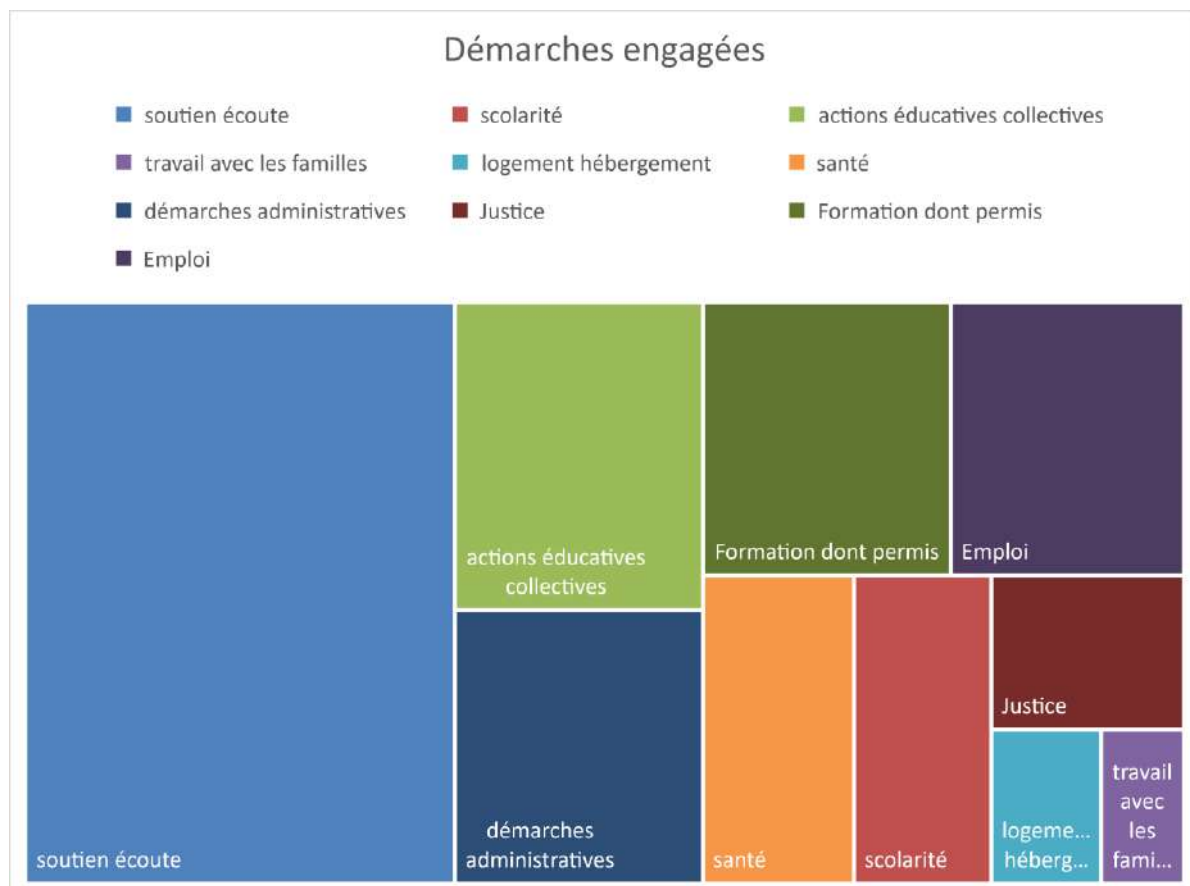 Démarches engagées
soutien écoute
scolarité
actions éducatives collectives
travail avec les familles
logement hébergement
santé
démarches administratives
Justice
Formation dont permis
Emploi
soutien écoute
actions éducatives
collectives
démarches
administratives
Formation dont permis
Emploi
santé
scolarité
Justice
logeme...
héberg...
travail
avec
les
fami...